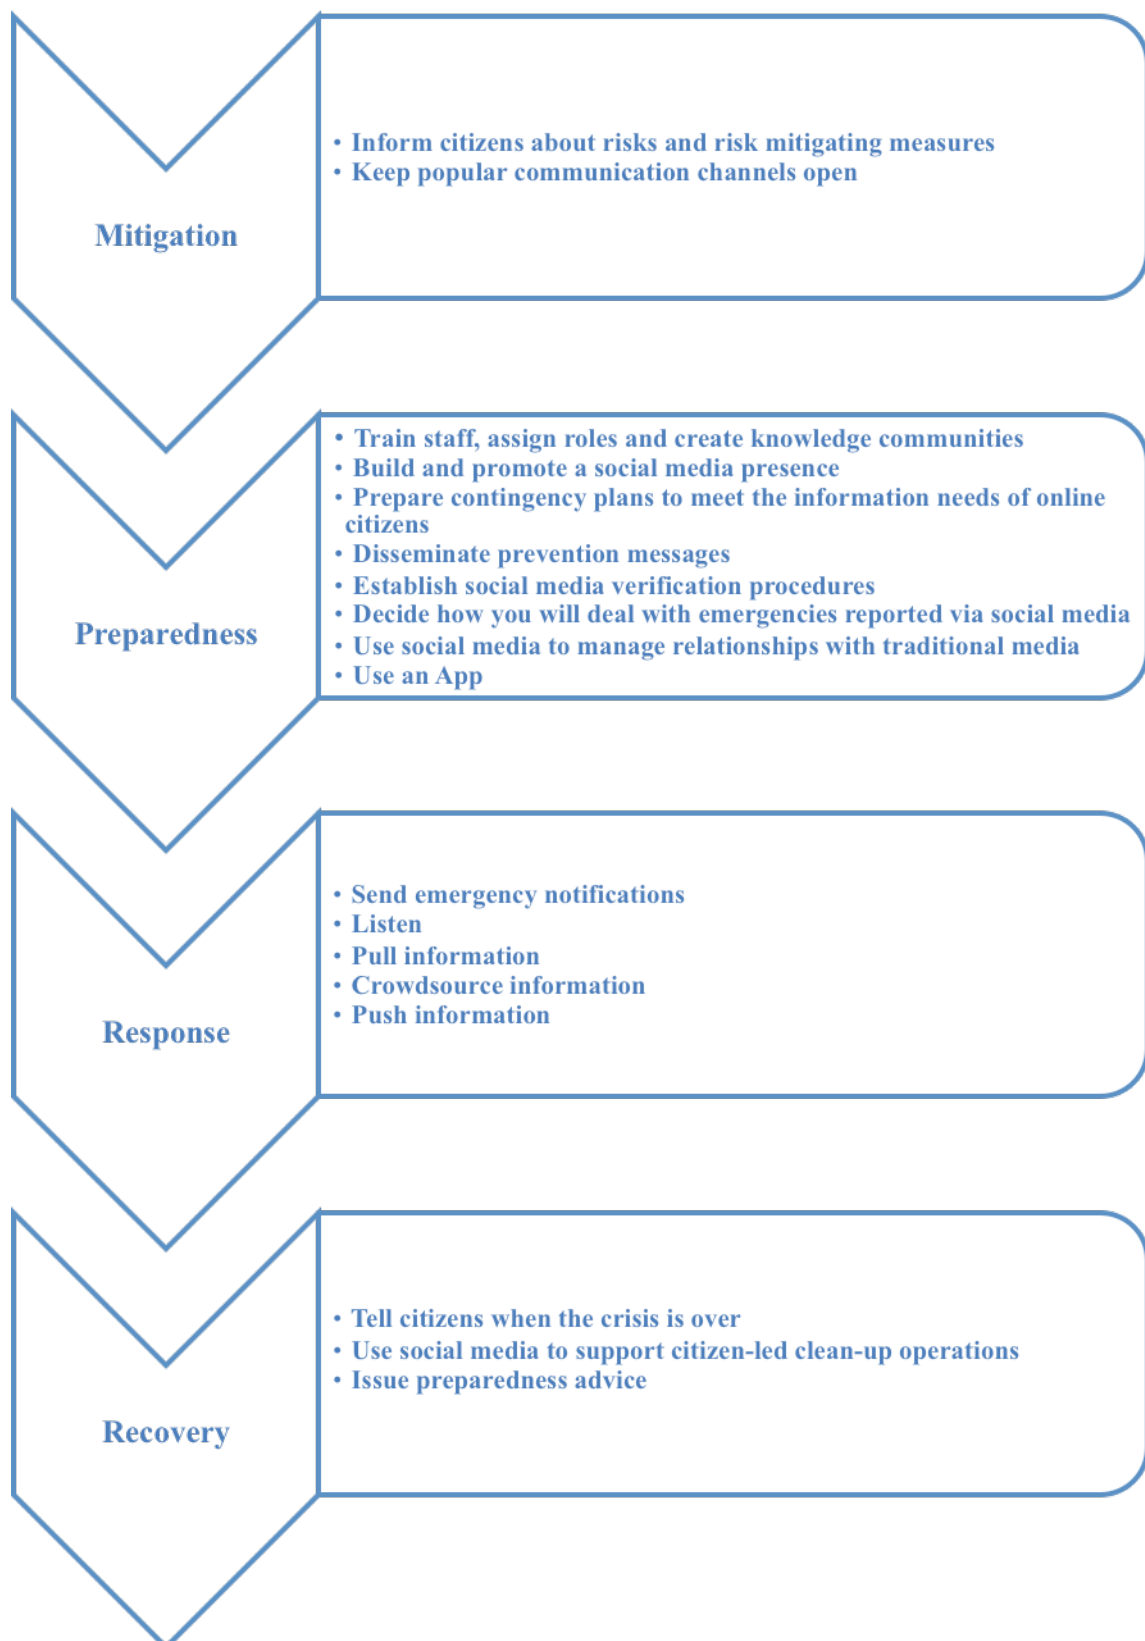 Mitigation
• Inform citizens about risks and risk mitigating measures
• Keep popular communication channels open
Preparedness
• Train staff, assign roles and create knowledge communities
• Build and promote a social media presence
• Prepare contingency plans to meet the information needs of online
citizens
• Disseminate prevention messages
• Establish social media verification procedures
• Decide how you will deal with emergencies reported via social media
• Use social media to manage relationships with traditional media
• Use an App
Response
• Send emergency notifications
• Listen
• Pull information
• Crowdsource information
• Push information
Recovery
• Tell citizens when the crisis is over
• Use social media to support citizen-led clean-up operations
• Issue preparedness advice